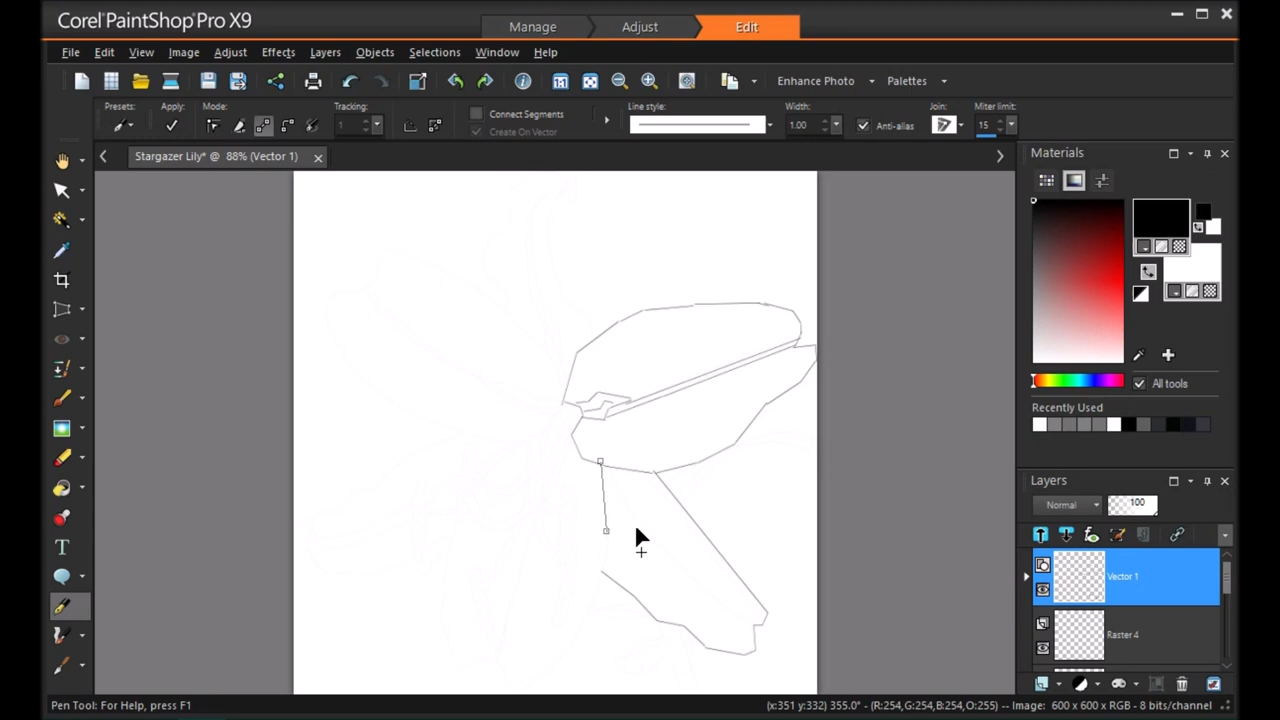 Corel PaintShop Pro X9
Manage
Adjust
Edit
File Edit View Image Adjust Effects Layers Objects Selections Window Help
Enhance Photo
Palettes
Presets:
Apply:
Mode:
Tracking:
1
Connect Segments
Create On Vector
Line style:
Width:
1.00
Anti-alias
Join:
Miter limit:
15
Stargazer Lily* @ 88% (Vector 1)
Materials
All tools
Recently Used
Layers
Normal
100
Vector 1
Raster 4
Pen Tool: For Help, press F1
(x:351 y:332) 355.0° - (R:254,G:254,B:254,O:255) -- Image: 600 x 600 x RGB - 8 bits/channel